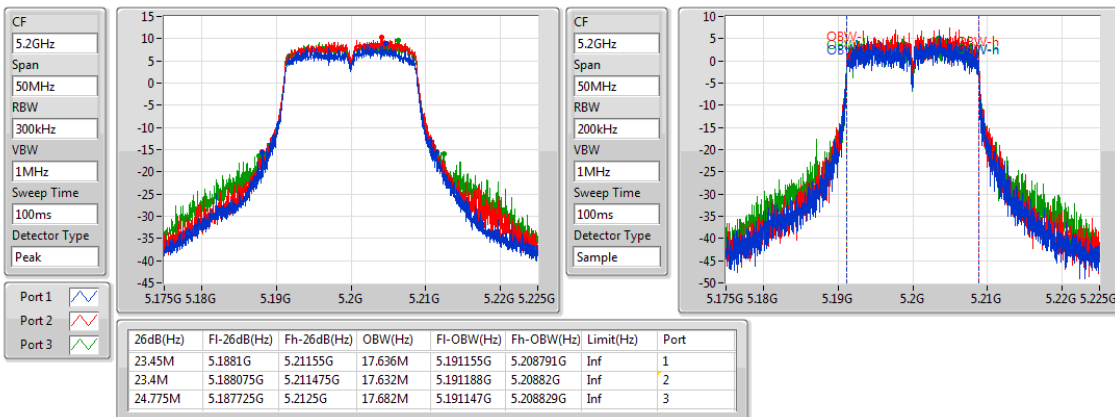 CF
5.2GHz
Span
50MHz
RBW
300kHz
VBW
1MHz
Sweep Time
100ms
Detector Type
Peak
Port 1
Port 2
Port 3
15
10
5
0
-5
-10
-15
-20
-25
-30
-35
-40
-45
5.175G 5.18G 5.19G 5.2G 5.21G 5.22G 5.225G
CF
5.2GHz
Span
50MHz
RBW
200kHz
VBW
1MHz
Sweep Time
100ms
Detector Type
Sample
10
5
0
-5
-10
-15
-20
-25
-30
-35
-40
-45
-50
5.175G 5.18G 5.19G 5.2G 5.21G 5.22G 5.225G
26dB(Hz) Fl-26dB(Hz) Fh-26dB(Hz) OBW(Hz) Fl-OBW(Hz) Fh-OBW(Hz) Limit(Hz) Port
23.45M 5.1881G 5.21155G 17.636M 5.191155G 5.208791G Inf 1
23.4M 5.188075G 5.211475G 17.632M 5.191188G 5.20882G Inf 2
24.775M 5.187725G 5.2125G 17.682M 5.191147G 5.208829G Inf 3